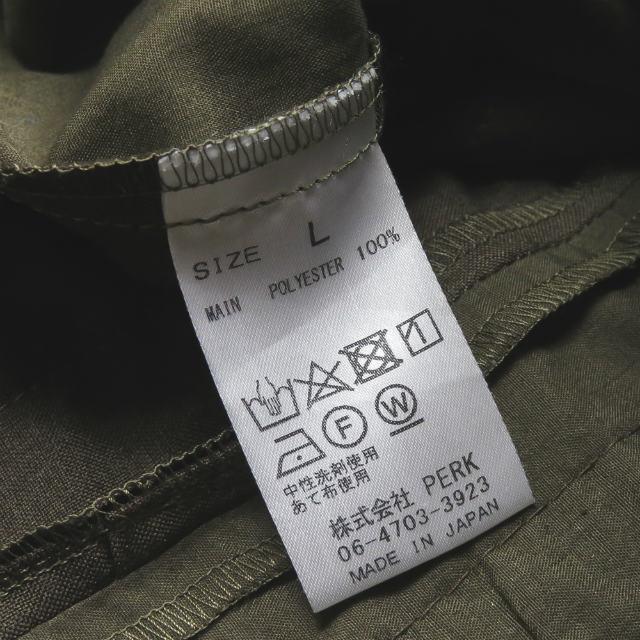 SIZE L
MAIN POLYESTER 100%
F W
中性洗剤使用
あて布使用
株式会社 PERK
06-4703-3923
MADE IN JAPAN